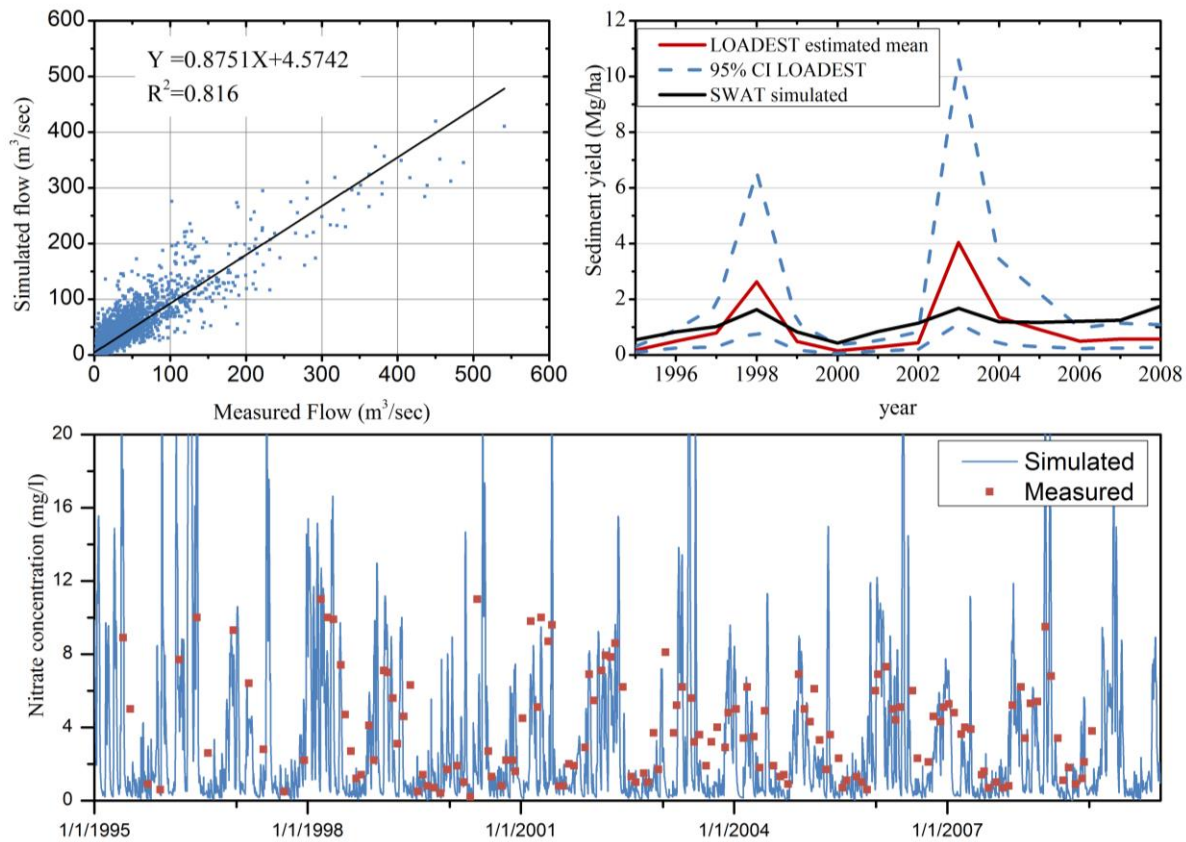 600
500
400
300
200
100
0
Y =0.8751X+4.5742
R²=0.816
Simulated flow (m³/sec)
0 100 200 300 400 500 600
Measured Flow (m³/sec)
12
10
8
6
4
2
0
LOADEST estimated mean
95% CI LOADEST
SWAT simulated
Sediment yield (Mg/ha)
1996 1998 2000 2002 2004 2006 2008
year
20
16
12
8
4
0
Nitrate concentration (mg/l)
Simulated
Measured
1/1/1995 1/1/1998 1/1/2001 1/1/2004 1/1/2007